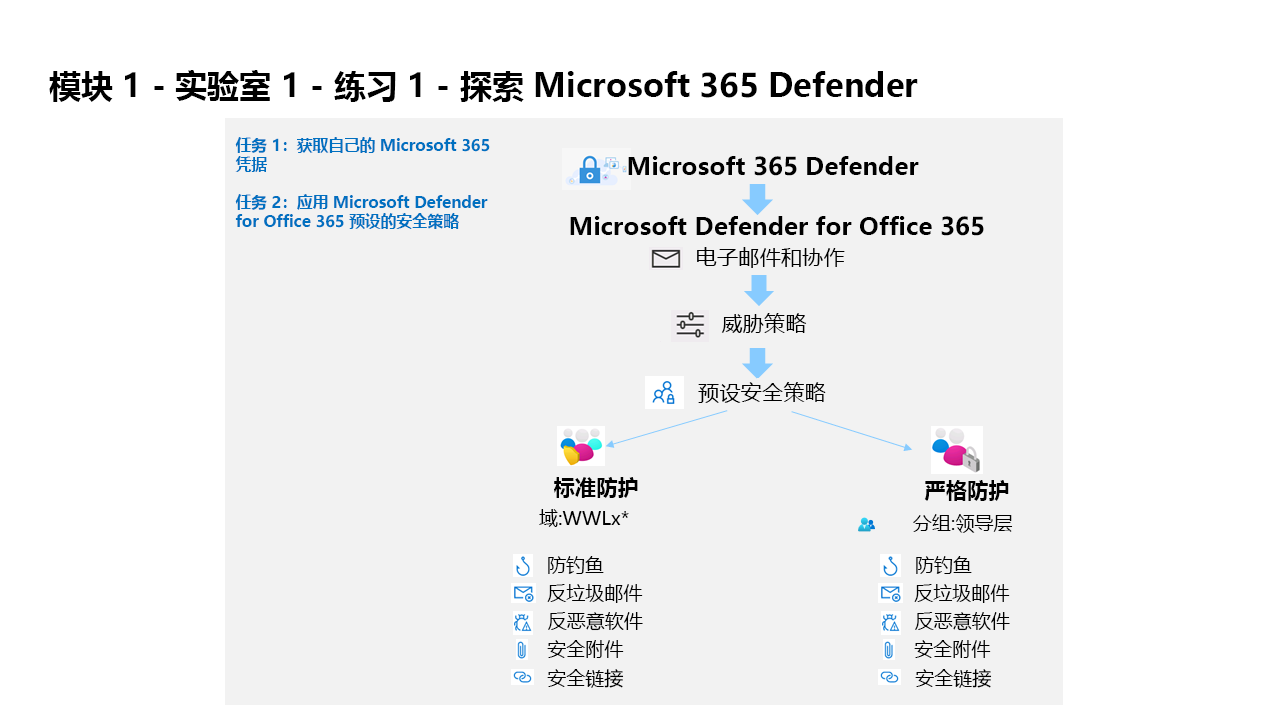 模块 1 - 实验室 1 - 练习 1 - 探索 Microsoft 365 Defender
任务 1：获取自己的 Microsoft 365
凭据
任务 2：应用 Microsoft Defender
for Office 365 预设的安全策略
Microsoft 365 Defender
Microsoft Defender for Office 365
电子邮件和协作
威胁策略
预设安全策略
标准防护
域:WWLx*
防钓鱼
反垃圾邮件
反恶意软件
安全附件
安全链接
严格防护
分组:领导层
防钓鱼
反垃圾邮件
反恶意软件
安全附件
安全链接